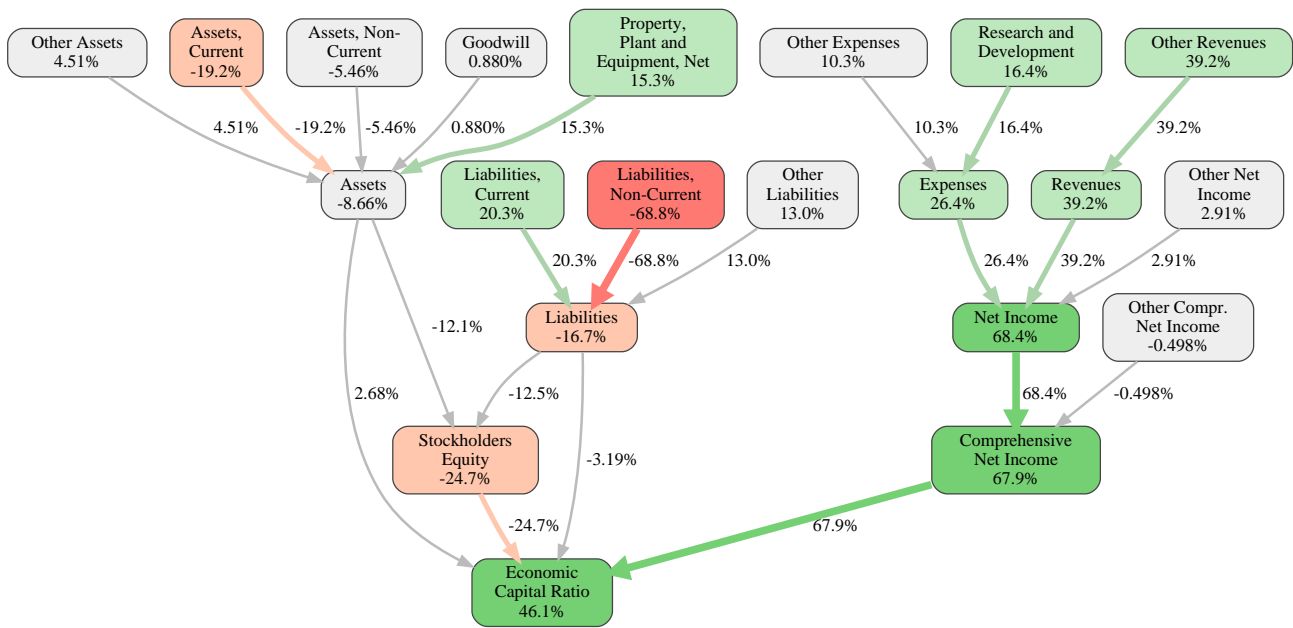 Other Assets
4.51%
Assets,
Current
-19.2%
Assets, Non-
Current
-5.46%
Goodwill
0.880%
Property,
Plant and
Equipment, Net
15.3%
Other Expenses
10.3%
Research and
Development
16.4%
Other Revenues
39.2%
4.51%
-19.2%
-5.46%
0.880%
15.3%
10.3%
16.4%
39.2%
Assets
-8.66%
Liabilities,
Current
20.3%
Liabilities,
Non-Current
-68.8%
Other
Liabilities
13.0%
Expenses
26.4%
Revenues
39.2%
Other Net
Income
2.91%
20.3%
-68.8%
13.0%
26.4%
39.2%
2.91%
-12.1%
Liabilities
-16.7%
Net Income
68.4%
Other Compr.
Net Income
-0.498%
2.68%
-12.5%
68.4%
-0.498%
Stockholders
Equity
-24.7%
-3.19%
Comprehensive
Net Income
67.9%
-24.7%
67.9%
Economic
Capital Ratio
46.1%